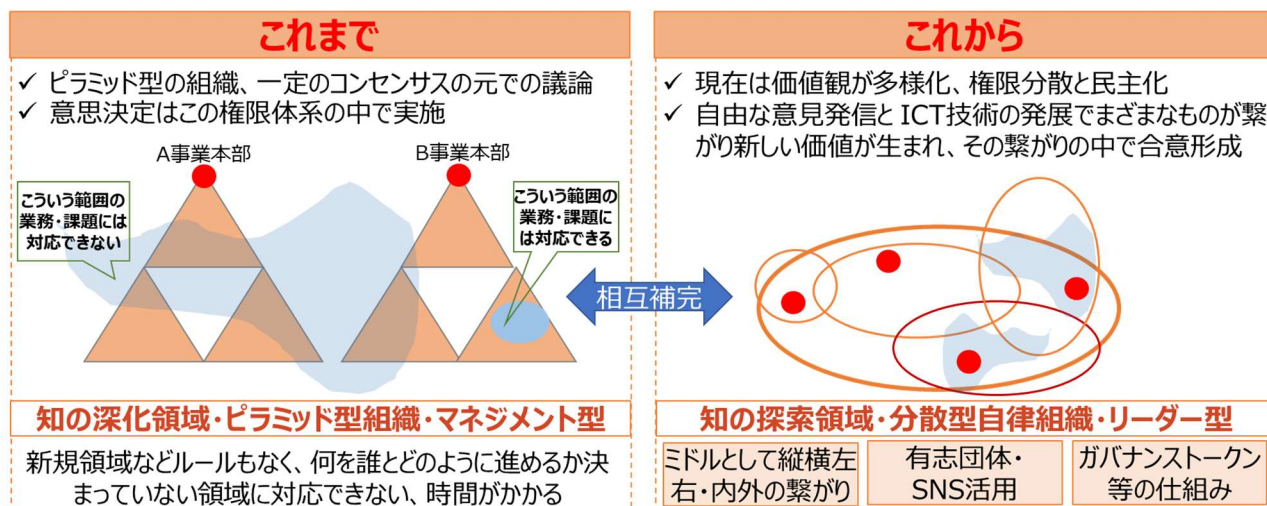 これまで
✓ ピラミッド型の組織、一定のコンセンサスの元での議論
✓ 意思決定はこの権限体系の中で実施
A事業本部
B事業本部
こういう範囲の
業務・課題には
対応できない
こういう範囲の
業務・課題に
は対応できる
知の深化領域・ピラミッド型組織・マネジメント型
新規領域などルールもなく、何を誰とどのように進めるか決
まっていない領域に対応できない、時間がかかる
相互補完
これから
✓ 現在は価値観が多様化、権限分散と民主化
✓ 自由な意見発信と ICT技術の発展でまざまなものが繋
がり新しい価値が生まれ、その繋がりの中で合意形成
知の探索領域・分散型自律組織・リーダー型
ミドルとして縦横左
右・内外の繋がり
有志団体・
SNS活用
ガバナンストークン
等の仕組み